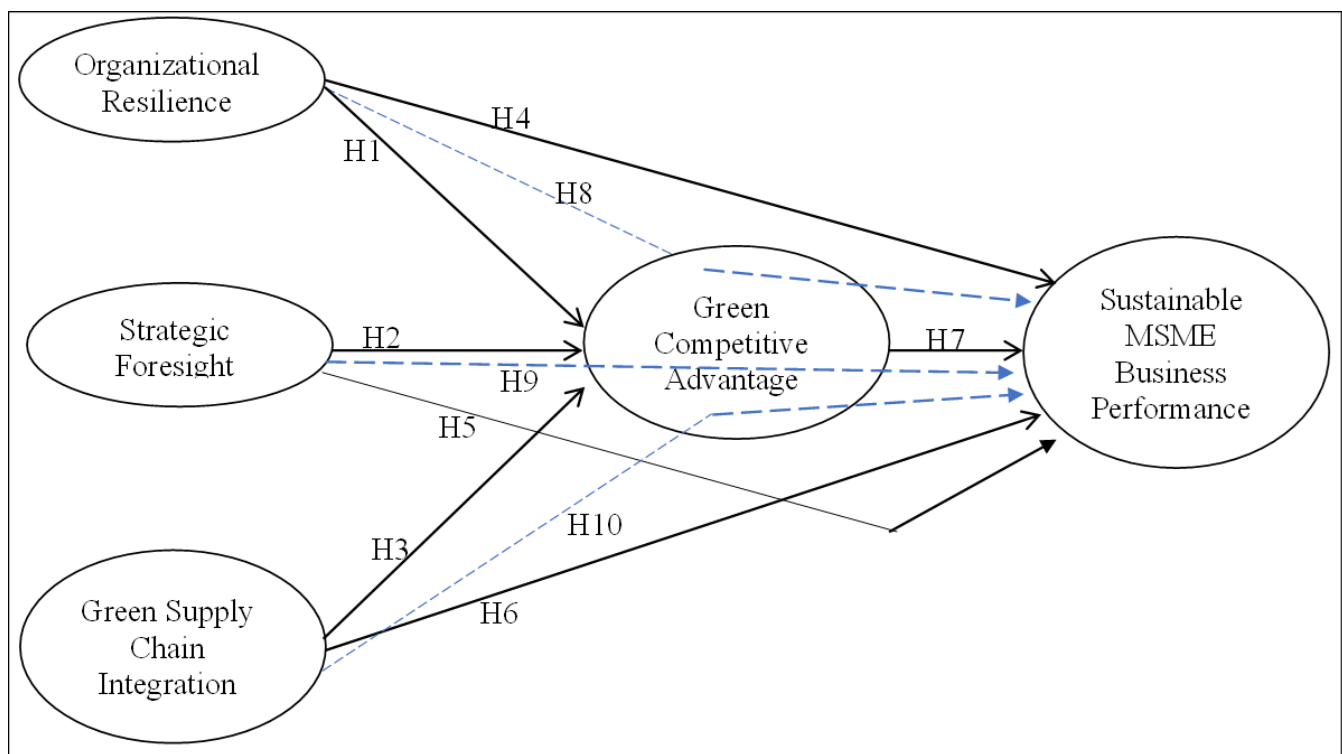 Organizational
Resilience
H4
H1
H8
Strategic
Foresight
H2
H9
H5
Green
Competitive
Advantage
H7
Sustainable
MSME
Business
Performance
H3
H10
H6
Green Supply
Chain
Integration